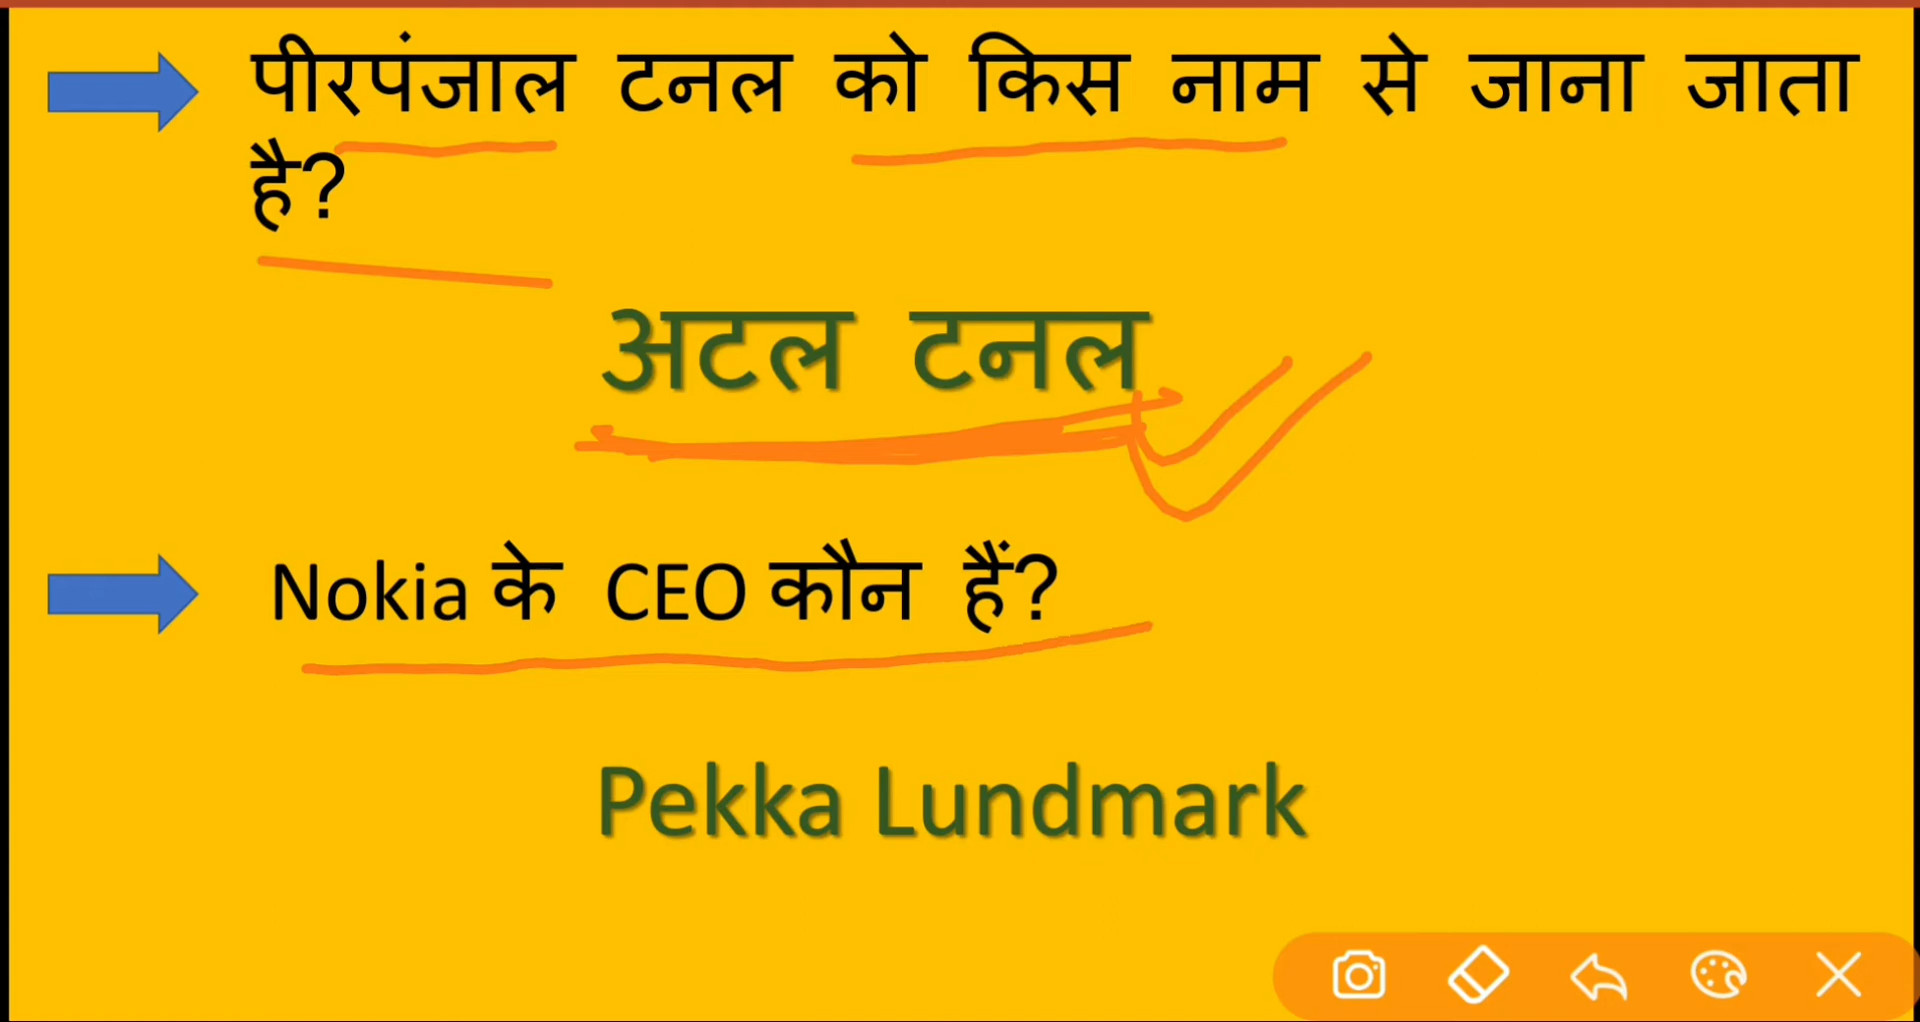 पीरपंजाल टनल को किस नाम से जाना जाता
है?
अटल टनल
Nokia के CEO कौन हैं?
Pekka Lundmark